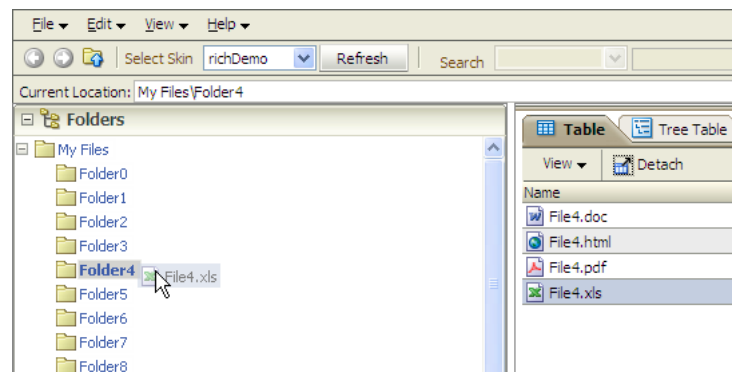 File Edit View Help
Select Skin richDemo Refresh Search
Current Location: My Files\Folder4
Folders
My Files
Folder0
Folder1
Folder2
Folder3
Folder4 File4.xls
Folder5
Folder6
Folder7
Folder8
Table Tree Table
View Detach
Name
File4.doc
File4.html
File4.pdf
File4.xls